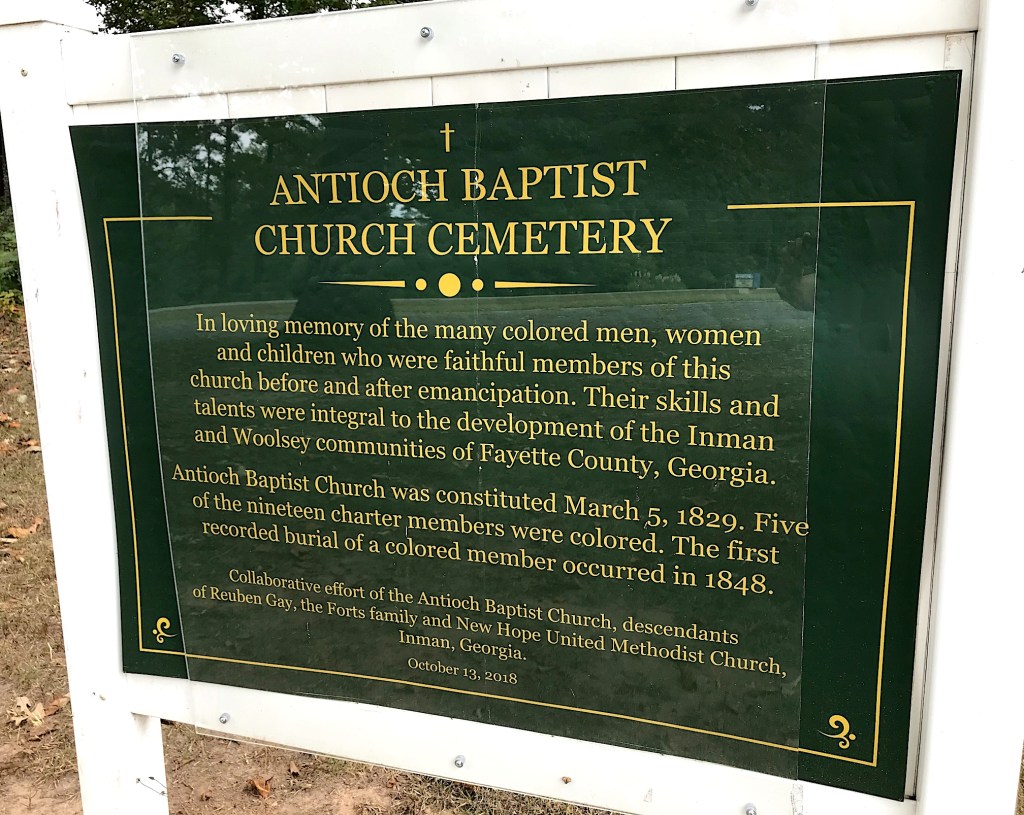 ANTIOCH BAPTIST
CHURCH CEMETERY
In loving memory of the many colored men, women
and children who were faithful members of this
church before and after emancipation. Their skills and
talents were integral to the development of the Inman
and Woolsey communities of Fayette County, Georgia.
Antioch Baptist Church was constituted March 5, 1829. Five
of the nineteen charter members were colored. The first
recorded burial of a colored member occurred in 1848.
Collaborative effort of the Antioch Baptist Church, descendants
of Reuben Gay, the Forts family and New Hope United Methodist Church,
Inman, Georgia.
October 13, 2018